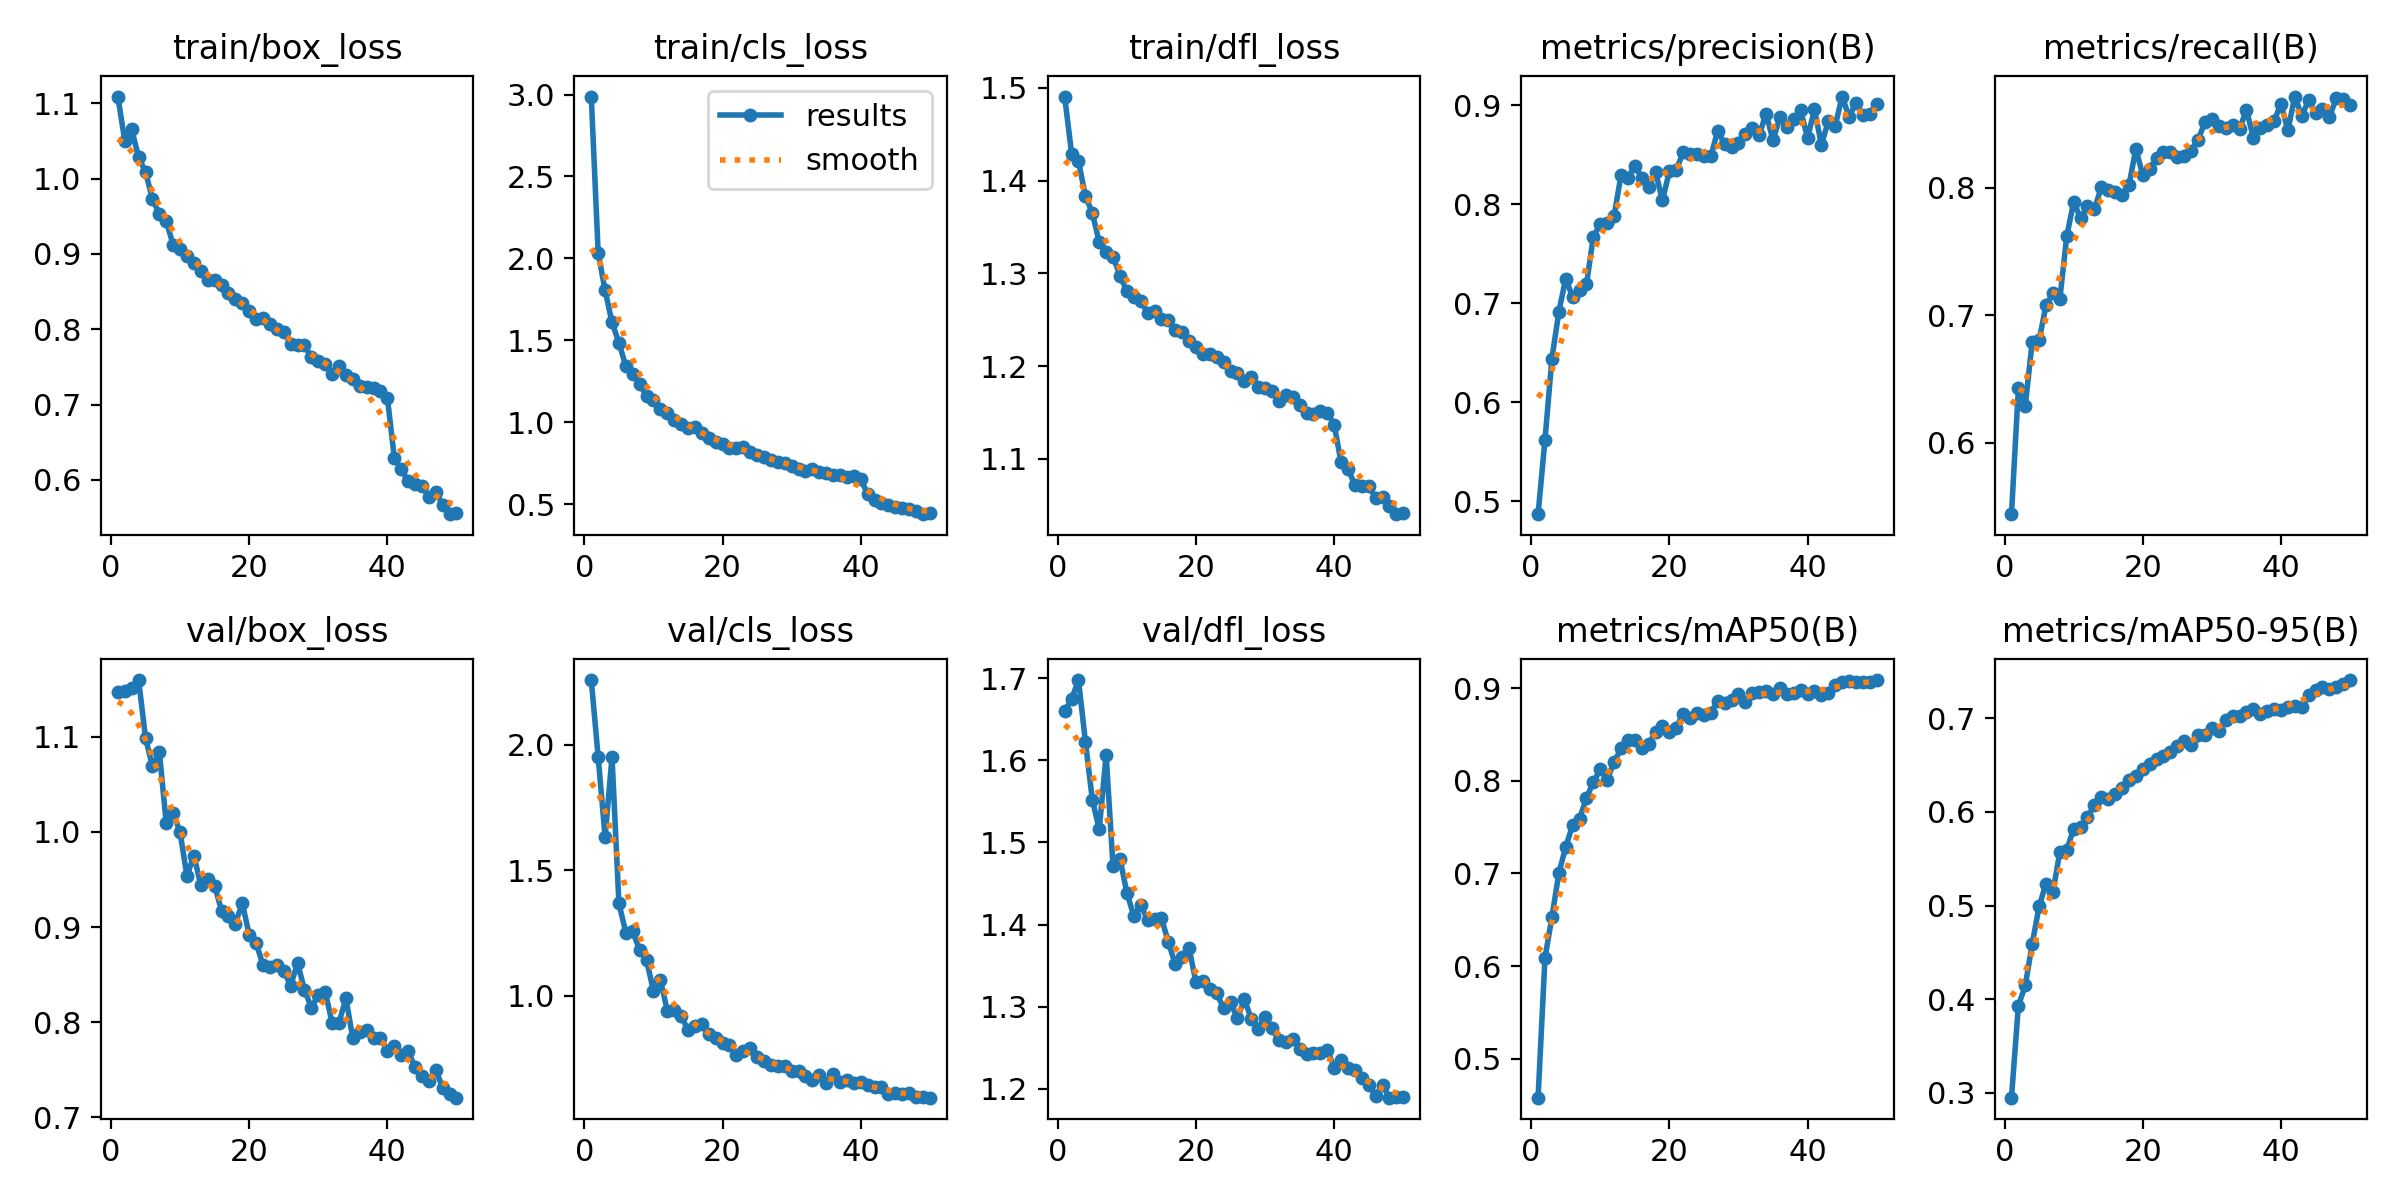 train/box_loss
1.1
1.0
0.9
0.8
0.7
0.6
0 20 40
train/cls_loss
results
smooth
3.0
2.5
2.0
1.5
1.0
0.5
0 20 40
train/dfl_loss
1.5
1.4
1.3
1.2
1.1
0 20 40
metrics/precision(B)
0.9
0.8
0.7
0.6
0.5
0 20 40
metrics/recall(B)
0.8
0.7
0.6
0 20 40
val/box_loss
1.1
1.0
0.9
0.8
0.7
0 20 40
val/cls_loss
2.0
1.5
1.0
0 20 40
val/dfl_loss
1.7
1.6
1.5
1.4
1.3
1.2
0 20 40
metrics/mAP50(B)
0.9
0.8
0.7
0.6
0.5
0 20 40
metrics/mAP50-95(B)
0.7
0.6
0.5
0.4
0.3
0 20 40